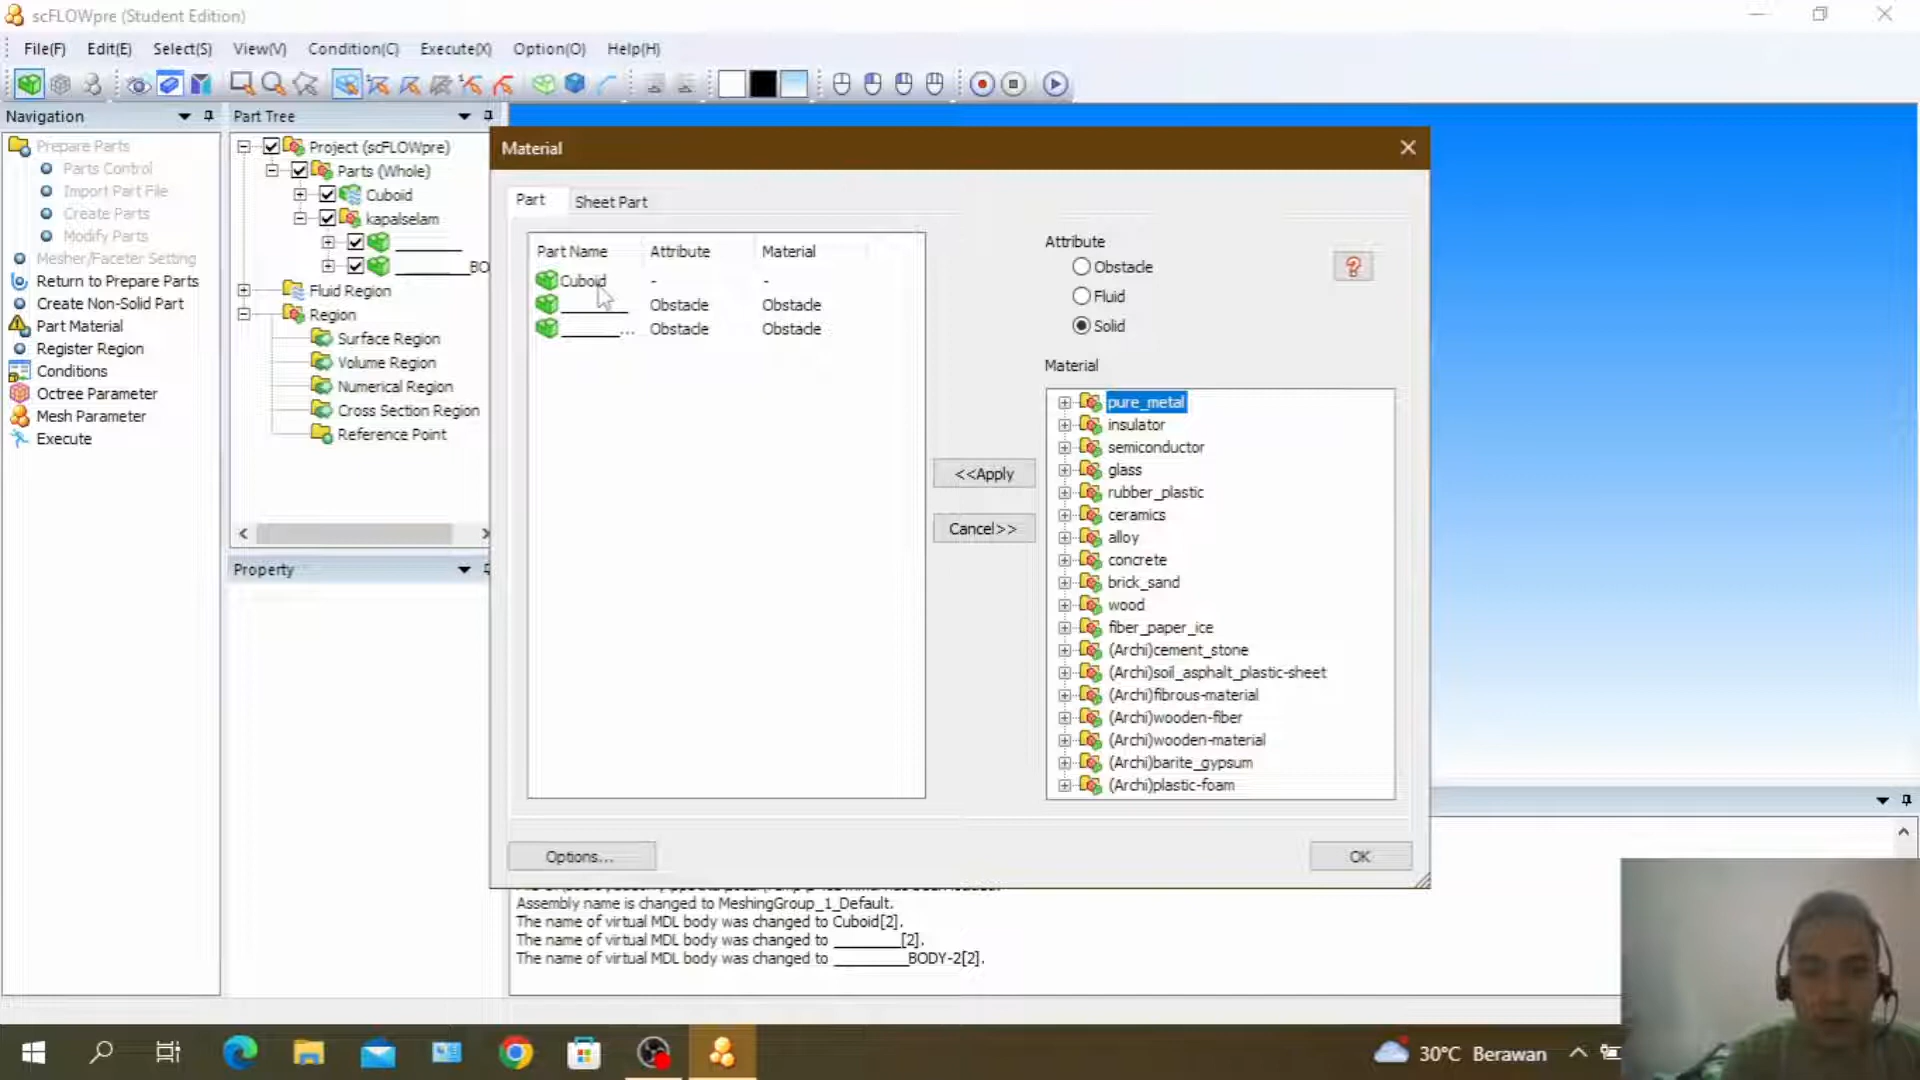 scFLOWpre (Student Edition)
File(F) Edit(E) Select(S) View(V) Condition(C) Execute(X) Option(O) Help(H)
Navigation
Prepare Parts
Parts Control
Import Part File
Create Parts
Modify Parts
Mesher/Faceter Setting
Return to Prepare Parts
Create Non-Solid Part
Part Material
Register Region
Conditions
Octree Parameter
Mesh Parameter
Execute
Part Tree
Project (scFLOWpre)
Parts (Whole)
Cuboid
kapalselam
_________
__________BO
Fluid Region
Region
Surface Region
Volume Region
Numerical Region
Cross Section Region
Reference Point
Property
Material
Part Sheet Part
Part Name Attribute Material
Cuboid - -
_________ Obstacle Obstacle
________... Obstacle Obstacle
<<Apply
Cancel>>
Attribute
Obstacle
Fluid
Solid
Material
pure_metal
insulator
semiconductor
glass
rubber_plastic
ceramics
alloy
concrete
brick_sand
wood
fiber_paper_ice
(Archi)cement_stone
(Archi)soil_asphalt_plastic-sheet
(Archi)fibrous-material
(Archi)wooden-fiber
(Archi)wooden-material
(Archi)barite_gypsum
(Archi)plastic-foam
Options...
OK
Assembly name is changed to MeshingGroup_1_Default.
The name of virtual MDL body was changed to Cuboid[2].
The name of virtual MDL body was changed to _________[2].
The name of virtual MDL body was changed to __________BODY-2[2].
30°C Berawan